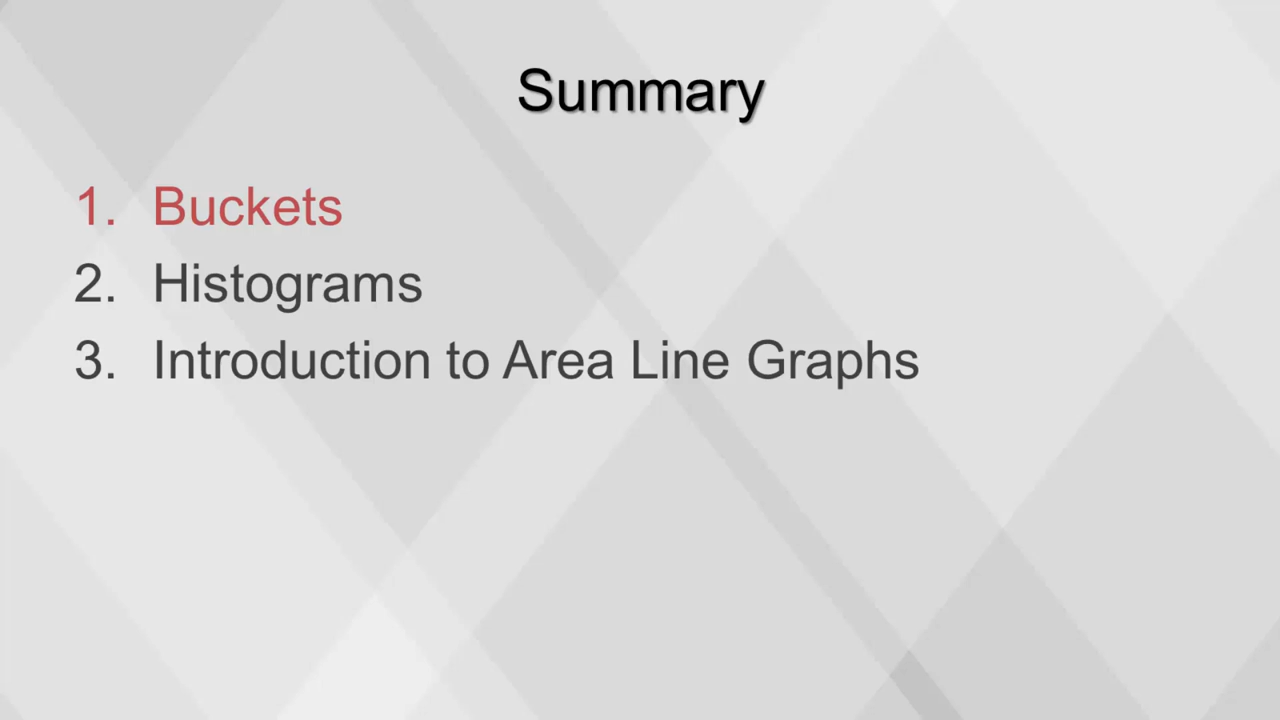 Summary
1. Buckets
2. Histograms
3. Introduction to Area Line Graphs